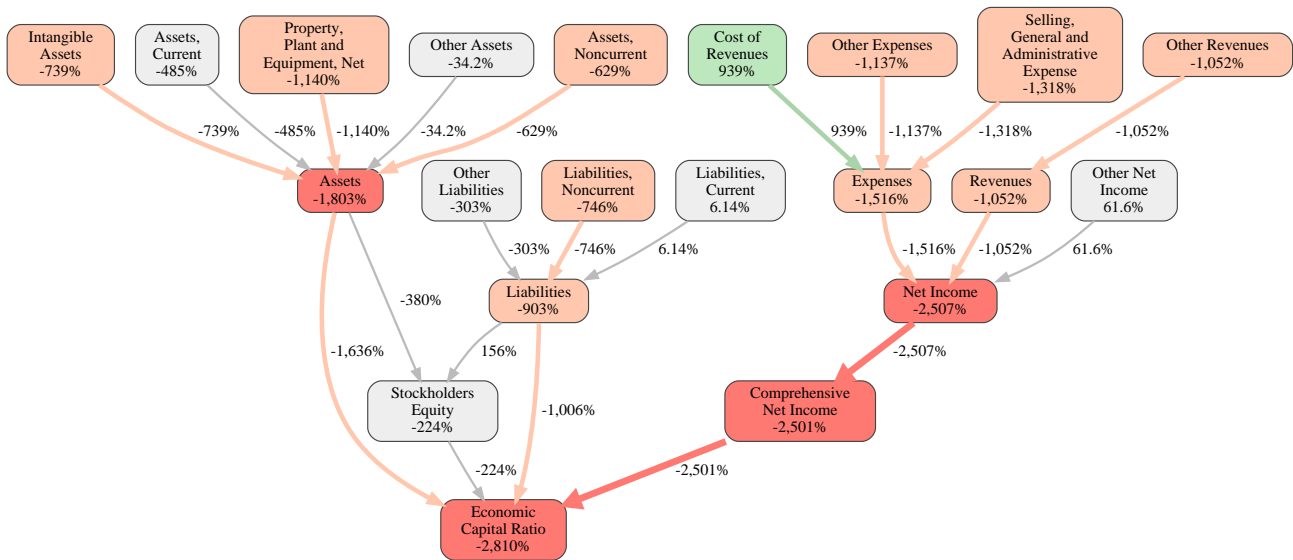 Intangible
Assets
-739%
Assets,
Current
-485%
Property,
Plant and
Equipment, Net
-1,140%
Other Assets
-34.2%
Assets,
Noncurrent
-629%
Cost of
Revenues
939%
Other Expenses
-1,137%
Selling,
General and
Administrative
Expense
-1,318%
Other Revenues
-1,052%
-739%
-485%
-1,140%
-34.2%
-629%
939%
-1,137%
-1,318%
-1,052%
Assets
-1,803%
Other
Liabilities
-303%
Liabilities,
Noncurrent
-746%
Liabilities,
Current
6.14%
Expenses
-1,516%
Revenues
-1,052%
Other Net
Income
61.6%
-303%
-746%
6.14%
-1,516%
-1,052%
61.6%
-380%
Liabilities
-903%
Net Income
-2,507%
-1,636%
156%
-2,507%
Stockholders
Equity
-224%
-1,006%
Comprehensive
Net Income
-2,501%
-224%
-2,501%
Economic
Capital Ratio
-2,810%